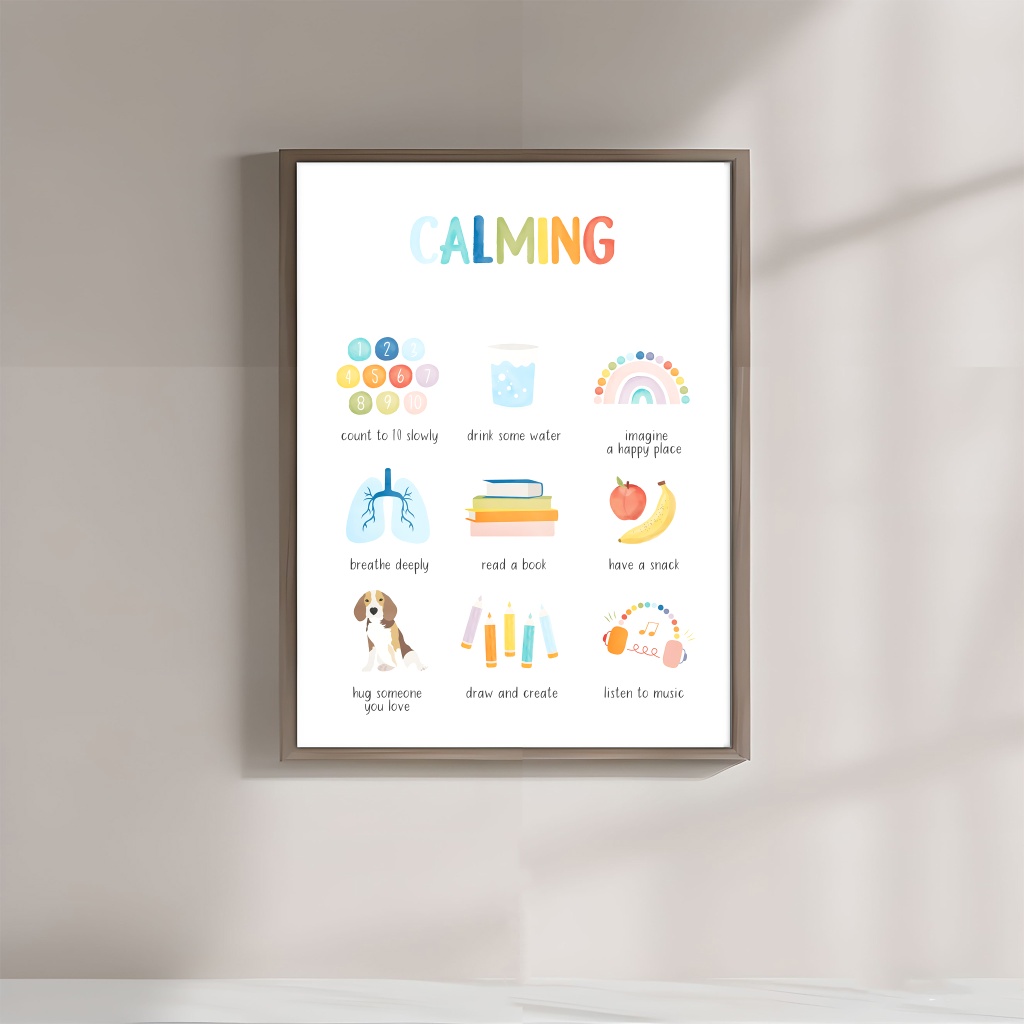 CALMING
1 2 3
4 5 6 7
8 9 10
count to 10 slowly
drink some water
imagine
a happy place
breathe deeply
read a book
have a snack
hug someone
you love
draw and create
listen to music